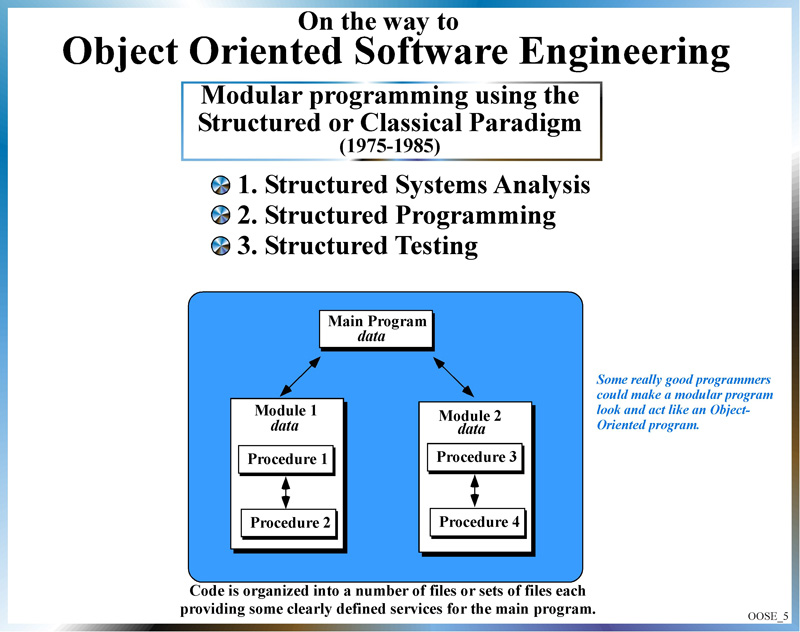 On the way to
Object Oriented Software Engineering
Modular programming using the
Structured or Classical Paradigm
(1975-1985)
1. Structured Systems Analysis
2. Structured Programming
3. Structured Testing
Main Program
data
Module 1
data
Procedure 1
Procedure 2
Module 2
data
Procedure 3
Procedure 4
Some really good programmers
could make a modular program
look and act like an Object-
Oriented program.
Code is organized into a number of files or sets of files each
providing some clearly defined services for the main program.
OOSE_5